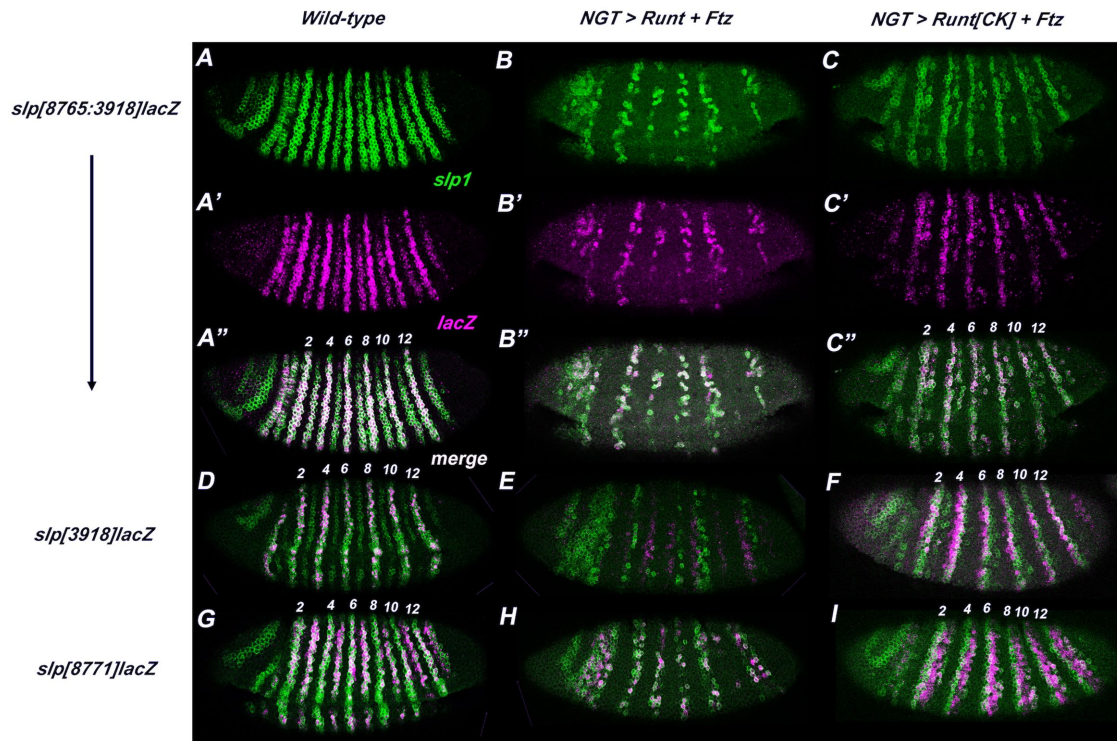 Wild-type NGT > Runt + Ftz NGT > Runt[CK] + Ftz
slp[8765:3918]lacZ
A B C
slp1
A' B' C'
lacZ
A" B" C"
2 4 6 8 10 12 2 4 6 8 10 12
merge
D E F
2 4 6 8 10 12 2 4 6 8 10 12
slp[3918]lacZ
G H I
2 4 6 8 10 12 2 4 6 8 10 12
slp[8771]lacZ